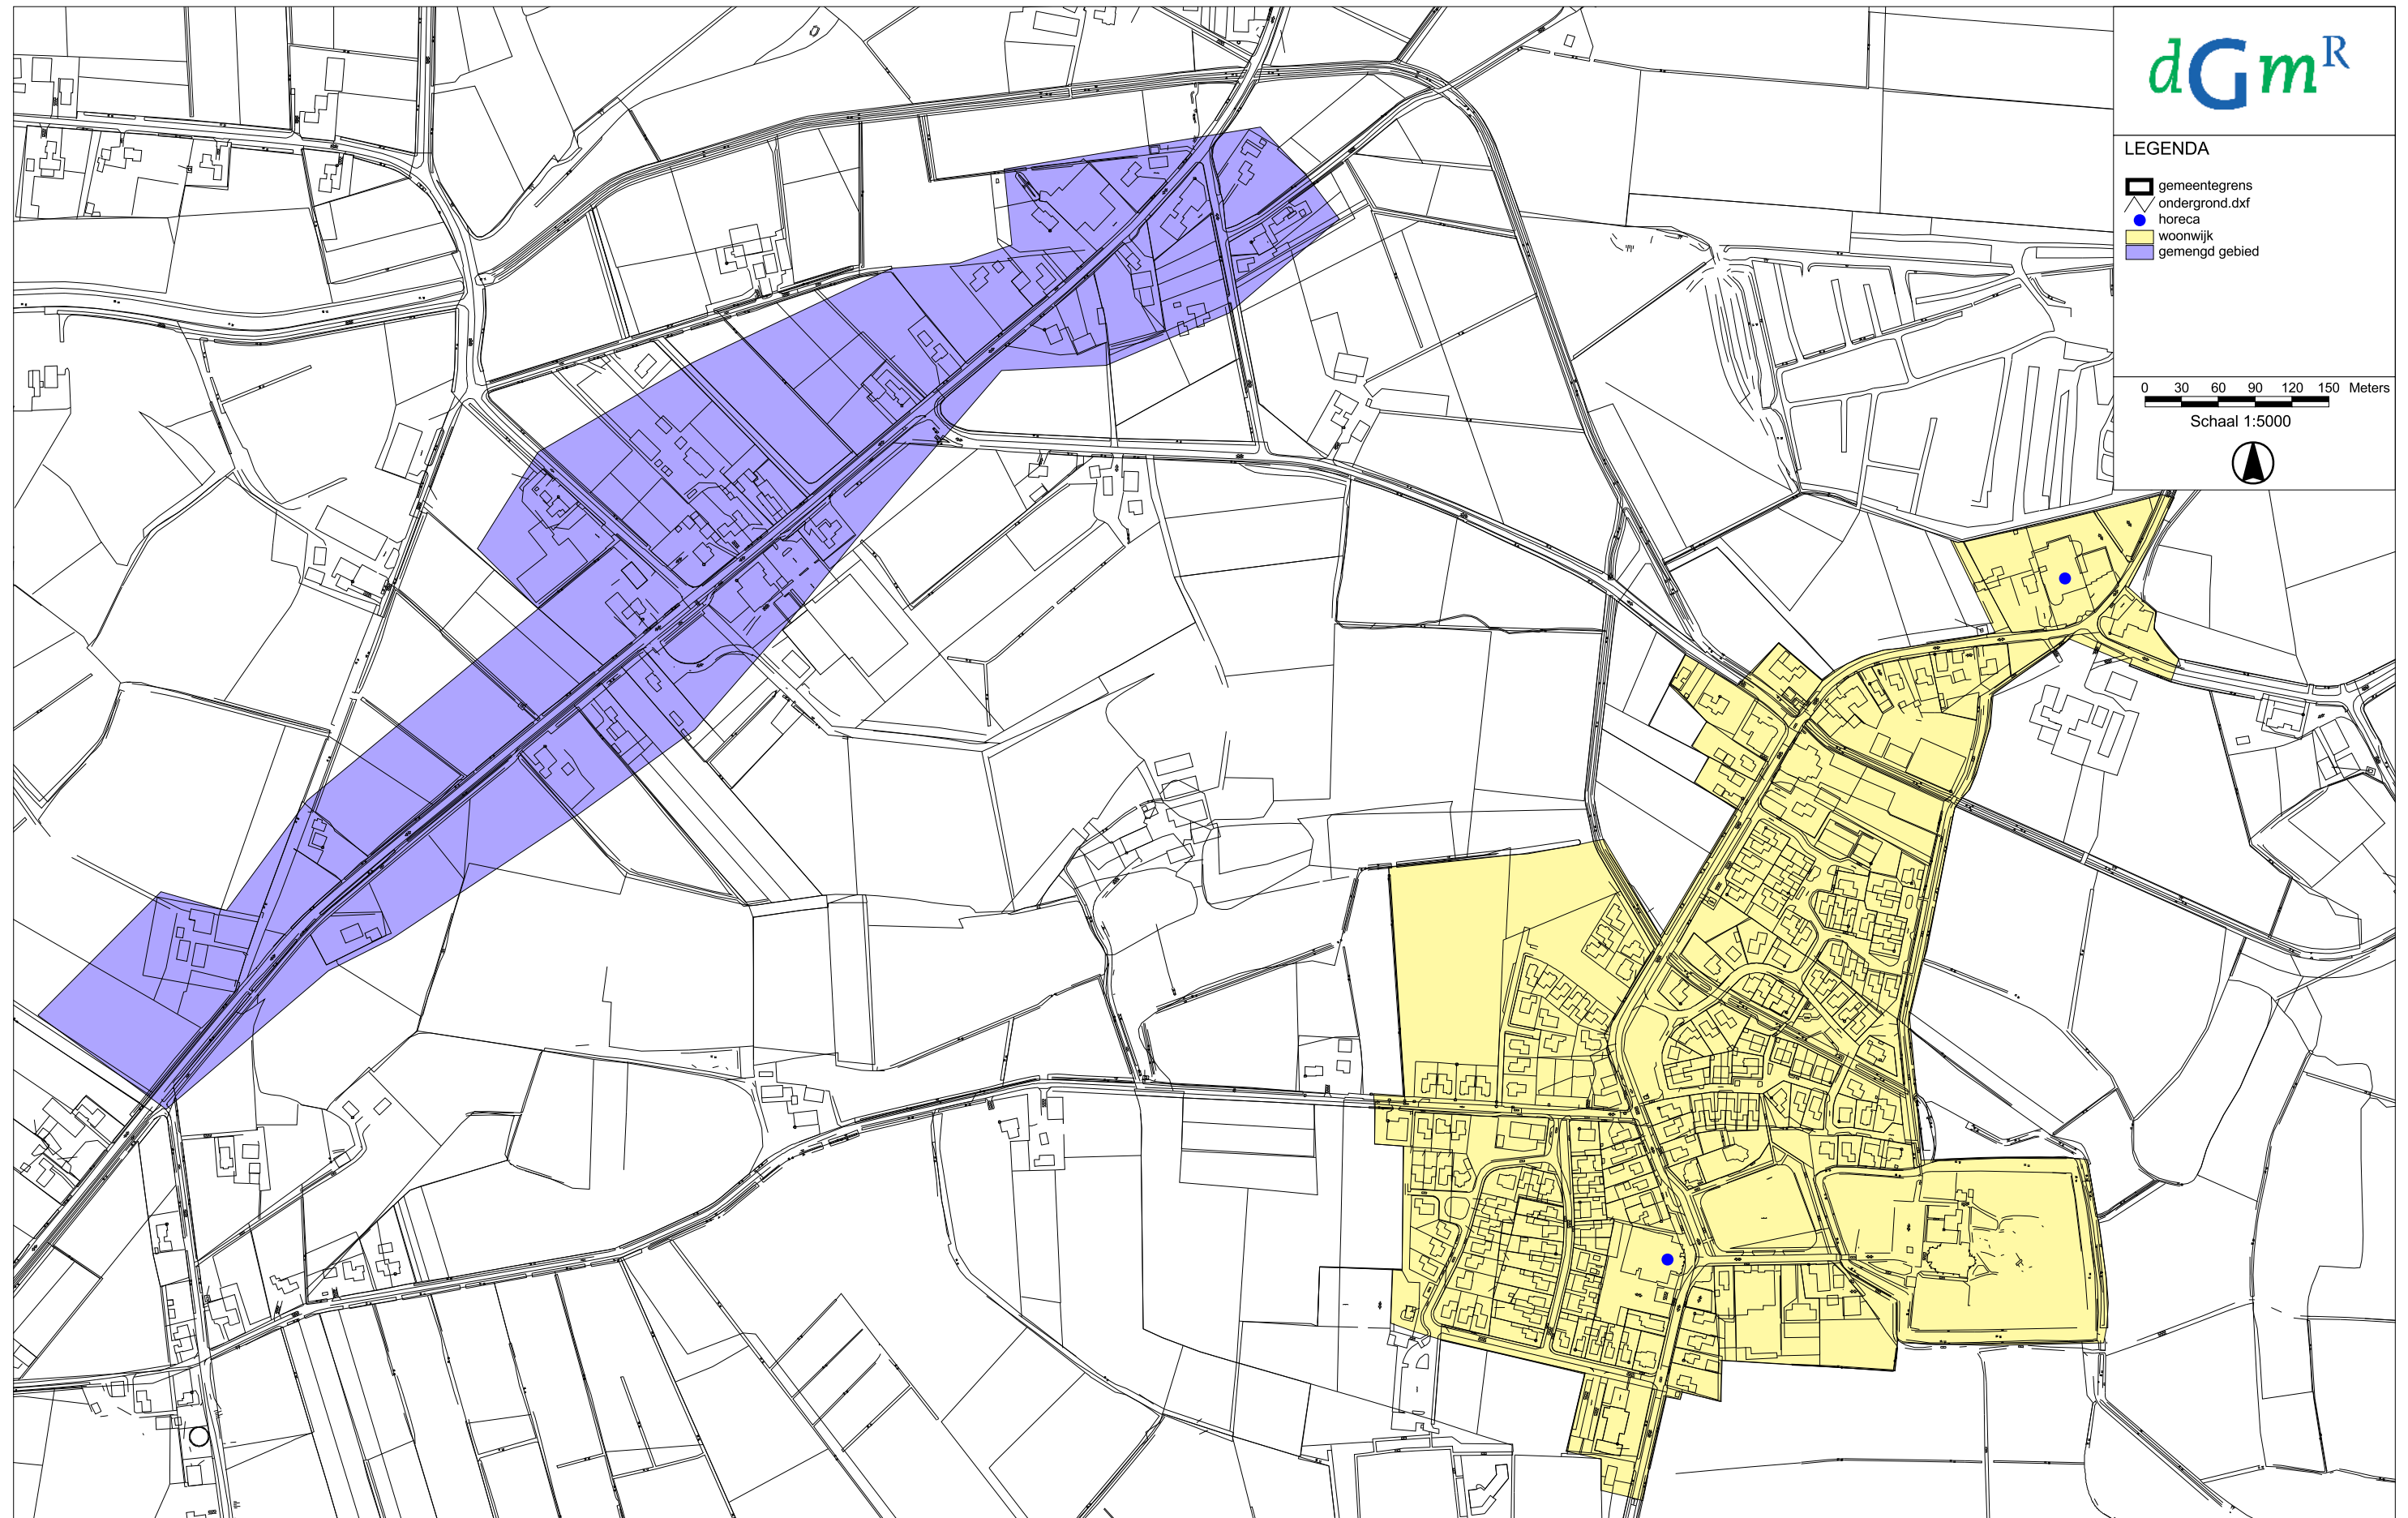 dGmR
LEGENDA
gemeentegrens
ondergrond.dxf
horeca
woonwijk
gemengd gebied
0 30 60 90 120 150 Meters
Schaal 1:5000